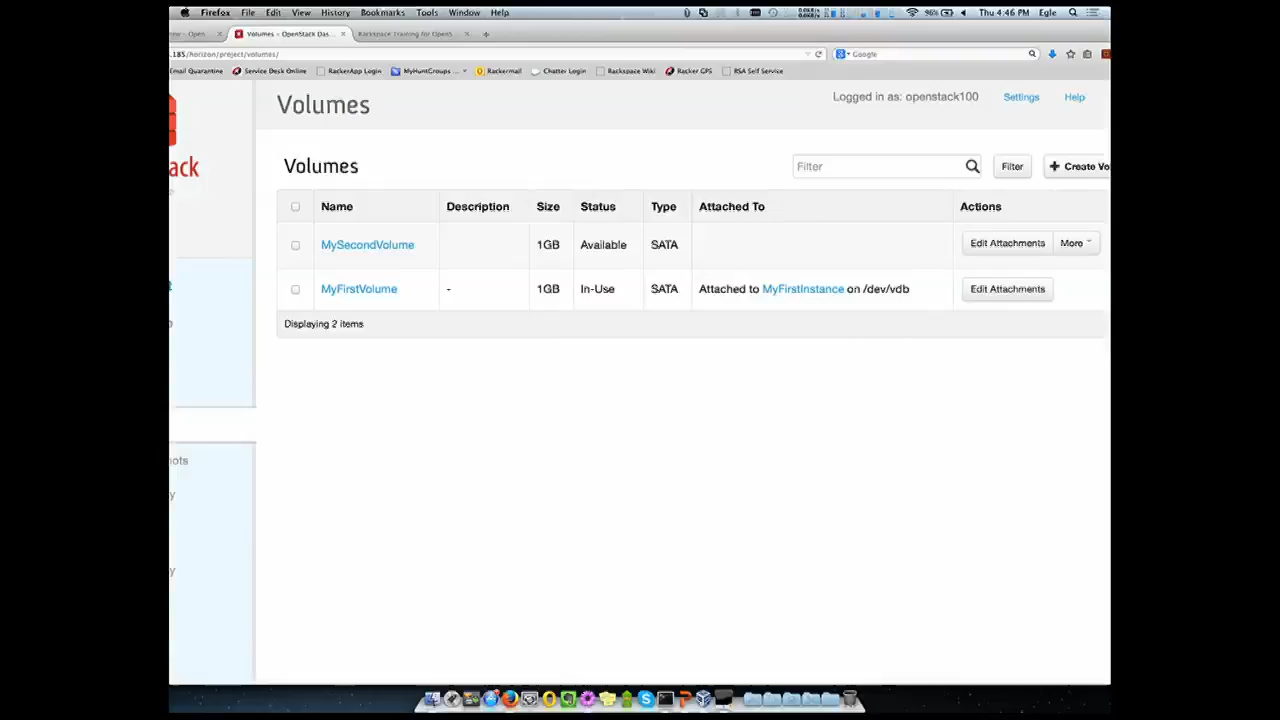 Firefox File Edit View History Bookmarks Tools Window Help 96% Thu 4:46 PM Egle
Volumes - OpenStack Das... Rackspace Training for OpenS...
.185/horizon/project/volumes/ Google
Email Quarantine Service Desk Online RackerApp Login MyHuntGroups ... Rackermail Chatter Login Rackspace Wiki Racker GPS RSA Self Service
Volumes Logged in as: openstack100 Settings Help
ack
Volumes Filter Filter + Create Vo
Name Description Size Status Type Attached To Actions
MySecondVolume 1GB Available SATA Edit Attachments More
MyFirstVolume - 1GB In-Use SATA Attached to MyFirstInstance on /dev/vdb Edit Attachments
Displaying 2 items
ots
y
y